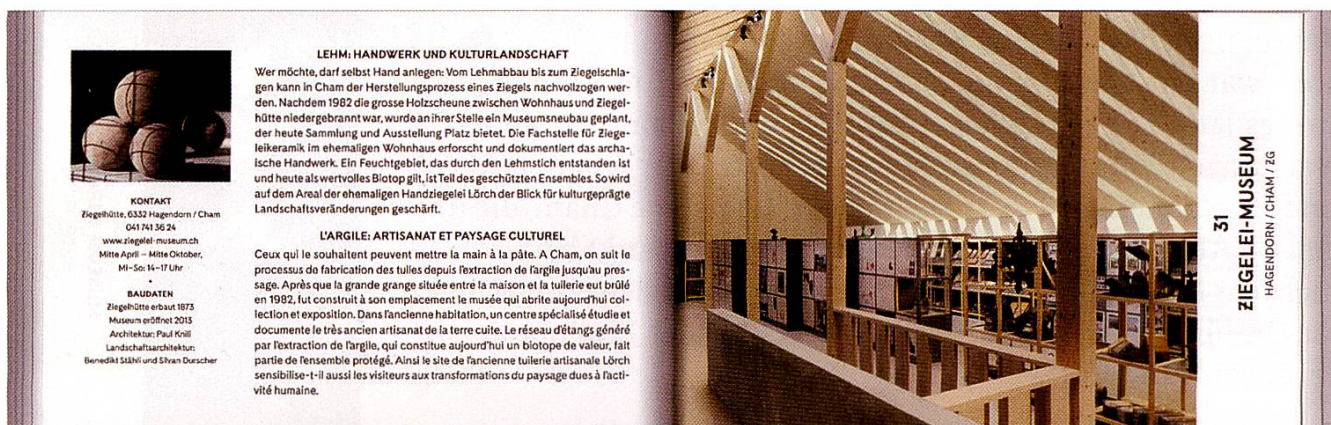 KONTAKT
Ziegelhütte, 6332 Hagendorn / Cham
041 741 36 24
www.ziegelei-museum.ch
Mitte April – Mitte Oktober,
Mi–So: 14–17 Uhr
•
BAUDATEN
Ziegelhütte erbaut 1873
Museum eröffnet 2013
Architektur: Paul Knill
Landschaftsarchitektur:
Benedikt Stähli und Silvan Durscher
LEHM: HANDWERK UND KULTURLANDSCHAFT
Wer möchte, darf selbst Hand anlegen: Vom Lehmabbau bis zum Ziegelschla-
gen kann in Cham der Herstellungsprozess eines Ziegels nachvollzogen wer-
den. Nachdem 1982 die grosse Holzscheune zwischen Wohnhaus und Ziegel-
hütte niedergebrannt war, wurde an ihrer Stelle ein Museumsneubau geplant,
der heute Sammlung und Ausstellung Platz bietet. Die Fachstelle für Ziege-
leikeramik im ehemaligen Wohnhaus erforscht und dokumentiert das archa-
ische Handwerk. Ein Feuchtgebiet, das durch den Lehmstich entstanden ist
und heute als wertvolles Biotop gilt, ist Teil des geschützten Ensembles. So wird
auf dem Areal der ehemaligen Handziegelei Lörch der Blick für kulturgeprägte
Landschaftsveränderungen geschärft.
L'ARGILE: ARTISANAT ET PAYSAGE CULTUREL
Ceux qui le souhaitent peuvent mettre la main à la pâte. A Cham, on suit le
processus de fabrication des tuiles depuis l'extraction de l'argile jusqu'au pres-
sage. Après que la grande grange située entre la maison et la tuilerie eut brûlé
en 1982, fut construit à son emplacement le musée qui abrite aujourd'hui col-
lection et exposition. Dans l'ancienne habitation, un centre spécialisé étudie et
documente le très ancien artisanat de la terre cuite. Le réseau d'étangs généré
par l'extraction de l'argile, qui constitue aujourd'hui un biotope de valeur, fait
partie de l'ensemble protégé. Ainsi le site de l'ancienne tuilerie artisanale Lörch
sensibilise-t-il aussi les visiteurs aux transformations du paysage dues à l'acti-
vité humaine.
31
ZIEGELEI-MUSEUM
HAGENDORN / CHAM / ZG